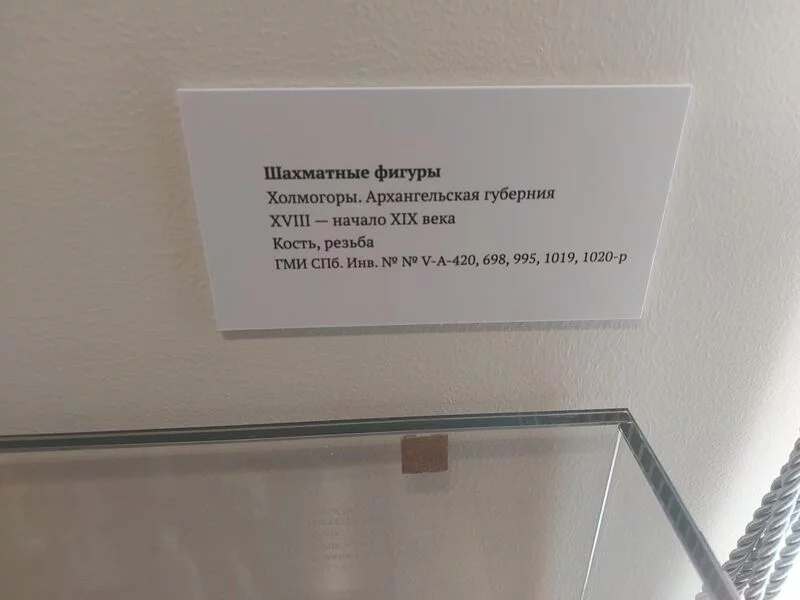 Шахматные фигуры
Холмогоры. Архангельская губерния
XVIII — начало XIX века
Кость, резьба
ГМИ СПб. Инв. № № V-А-420, 698, 995, 1019, 1020-р